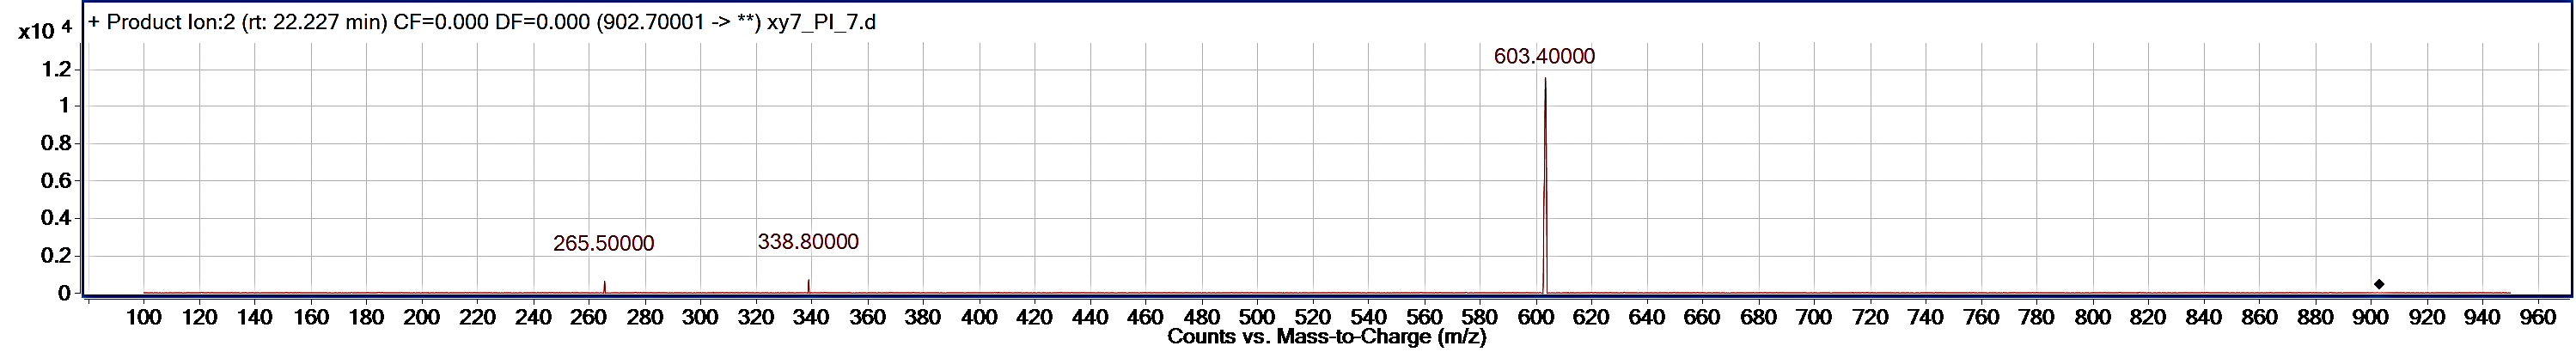 + Product Ion:2 (rt: 22.227 min) CF=0.000 DF=0.000 (902.70001 -> **) xy7_PI_7.d
x10 4
603.40000
1.2
1
0.8
0.6
0.4
265.50000 338.80000
0.2
0
100 120 140 160 180 200 220 240 260 280 300 320 340 360 380 400 420 440 460 480 500 520 540 560 580 600 620 640 660 680 700 720 740 760 780 800 820 840 860 880 900 920 940 960
Counts vs. Mass-to-Charge (m/z)